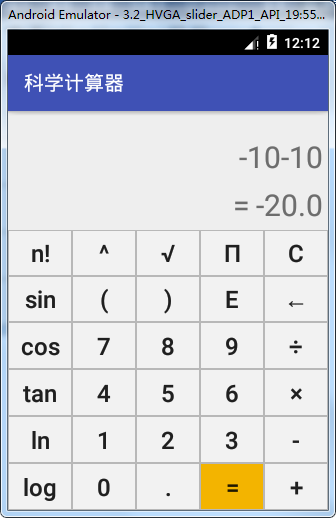 Android Emulator - 3.2_HVGA_slider_ADP1_API_19:55...
12:12
科学计算器
-10-10
= -20.0
n! ^ √ Π C
sin ( ) E ←
cos 7 8 9 ÷
tan 4 5 6 ×
ln 1 2 3 -
log 0 . = +